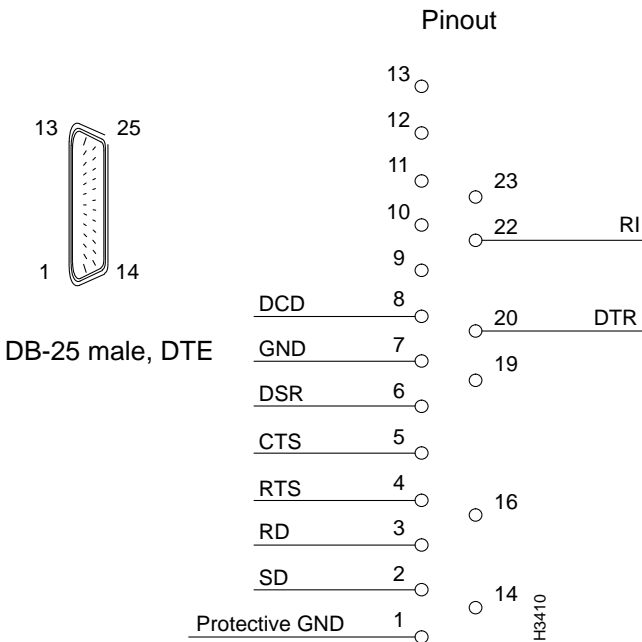 Pinout
13
12
11
23
10
22 RI
9
DCD 8
20 DTR
GND 7
19
DSR 6
CTS 5
RTS 4
16
RD 3
SD 2
14
Protective GND 1
H3410
13 25
1 14
DB-25 male, DTE